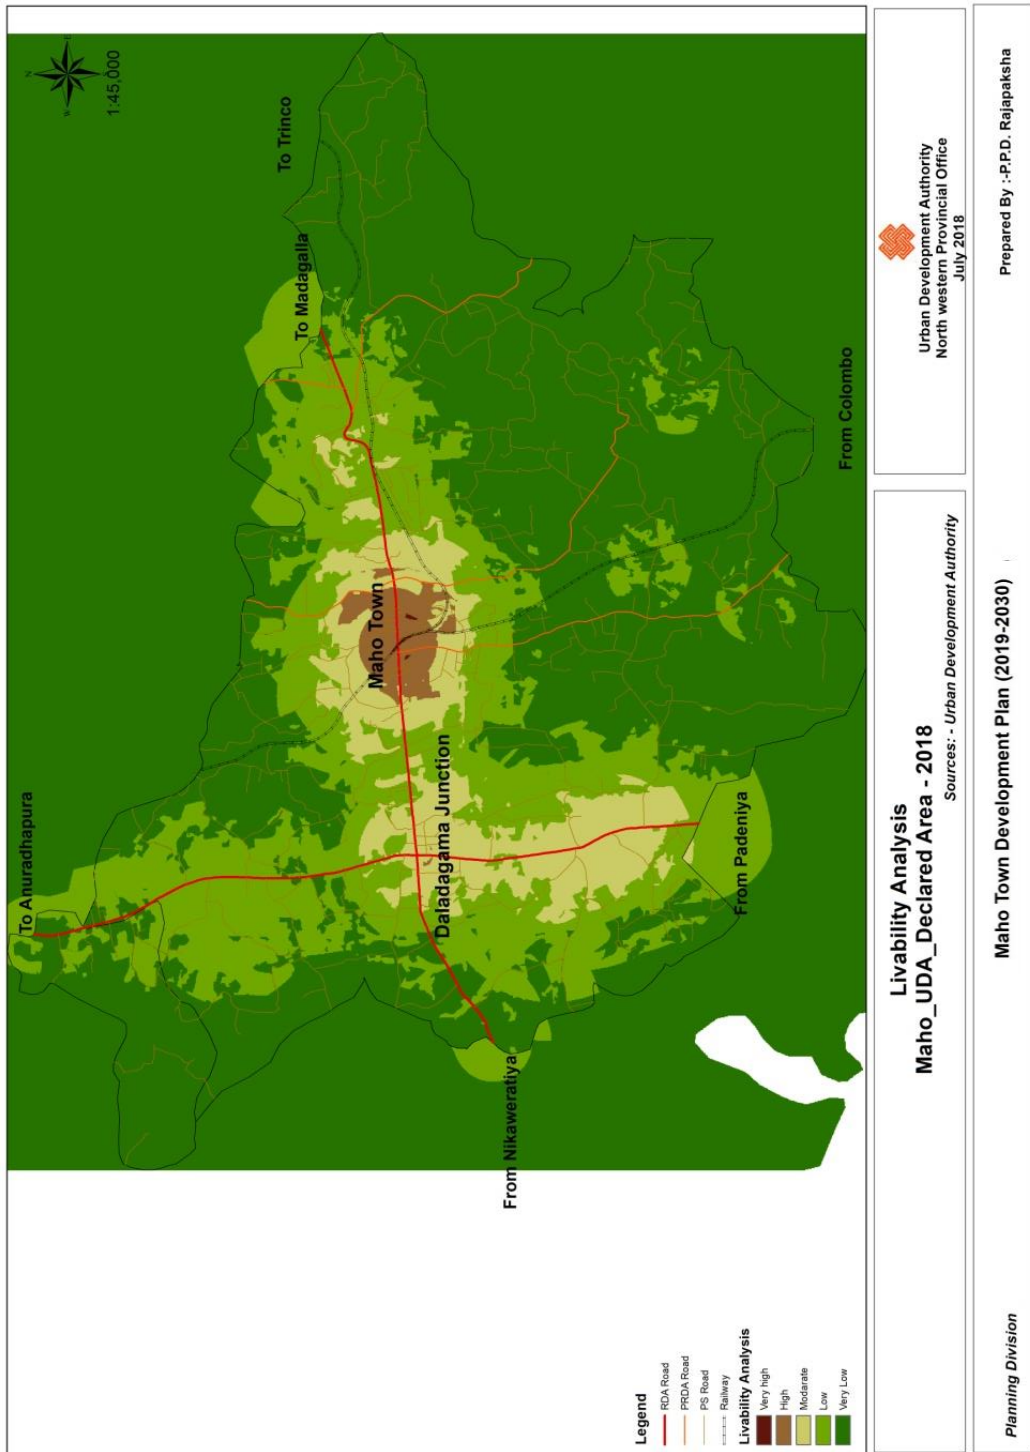 N
E
W
S
1:45,000
To Anuradhapura
To Trinco
To Madagalla
Maho Town
Daladagama Junction
From Nikaweratiya
From Padeniya
From Colombo
Legend
RDA Road
PRDA Road
PS Road
Railway
Livability Analysis
Very high
High
Modarate
Low
Very Low
Livability Analysis
Maho_UDA_Declared Area - 2018
Sources: - Urban Development Authority
Urban Development Authority
North western Provincial Office
July 2018
Planning Division
Maho Town Development Plan (2019-2030)
Prepared By :-P.P.D. Rajapaksha